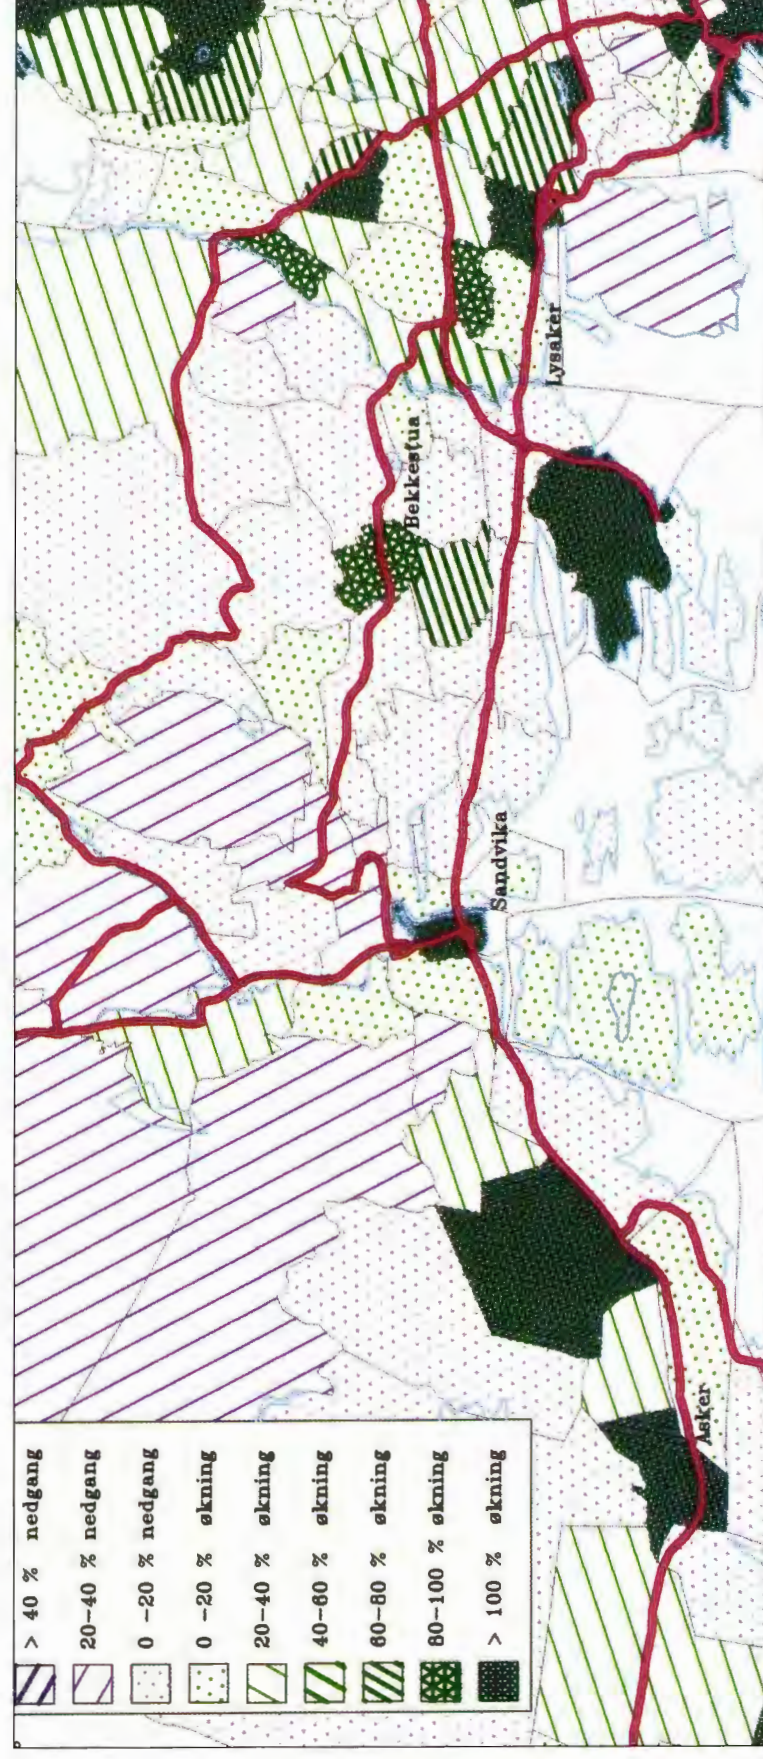 > 40 % nedgang
20-40 % nedgang
0 -20 % nedgang
0 -20 % økning
20-40 % økning
40-60 % økning
60-80 % økning
80-100 % økning
> 100 % økning
Asker
Sandvika
Bekkestua
Lysaker